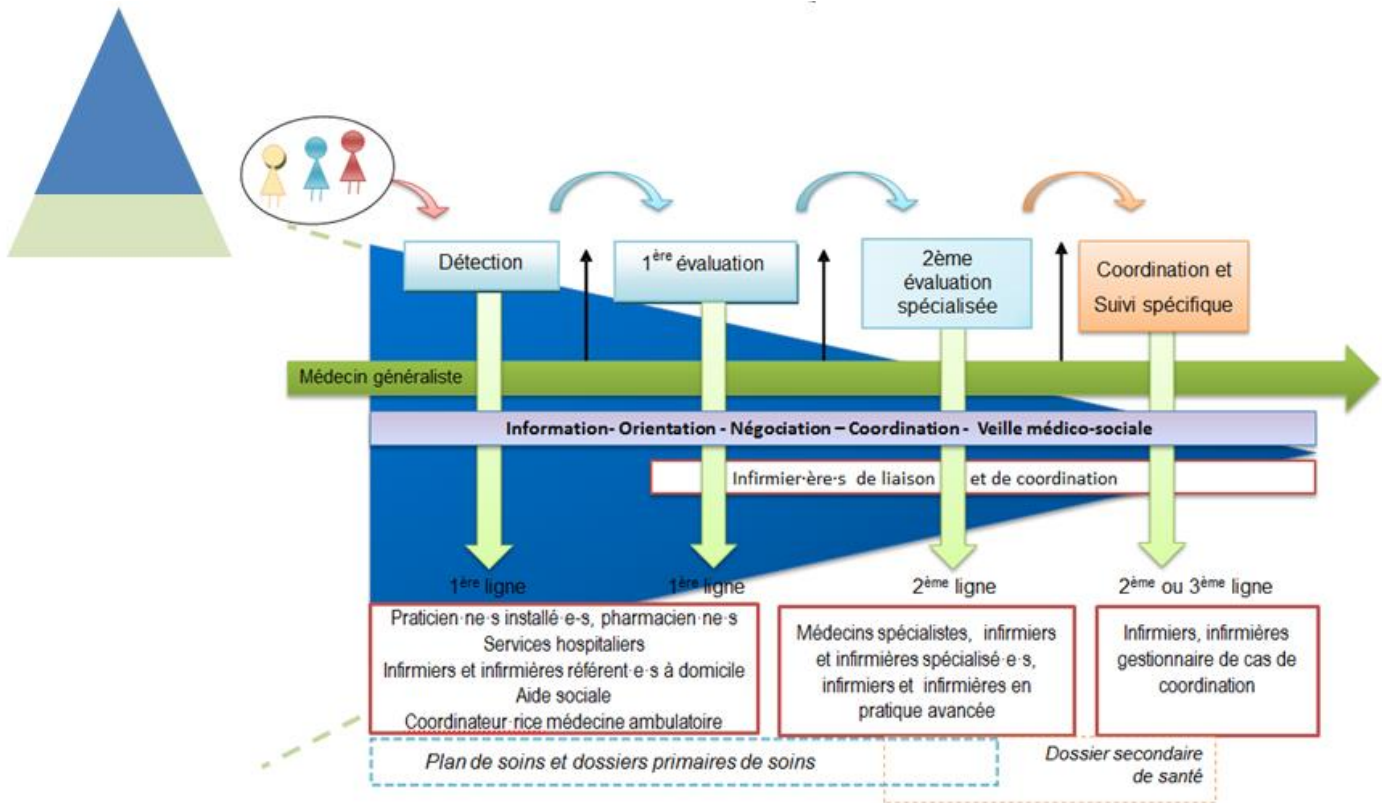 Détection
1ère évaluation
2ème
évaluation
spécialisée
Coordination et
Suivi spécifique
Médecin généraliste
Information- Orientation - Négociation – Coordination - Veille médico-sociale
Infirmier·ère·s de liaison et de coordination
1ère ligne
1ère ligne
2ème ligne
2ème ou 3ème ligne
Praticien·ne·s installé·e-s, pharmacien·ne·s
Services hospitaliers
Infirmiers et infirmières référent·e·s à domicile
Aide sociale
Coordinateur·rice médecine ambulatoire
Médecins spécialistes, infirmiers
et infirmières spécialisé·e·s,
infirmiers et infirmières en
pratique avancée
Infirmiers, infirmières
gestionnaire de cas de
coordination
Plan de soins et dossiers primaires de soins
Dossier secondaire
de santé